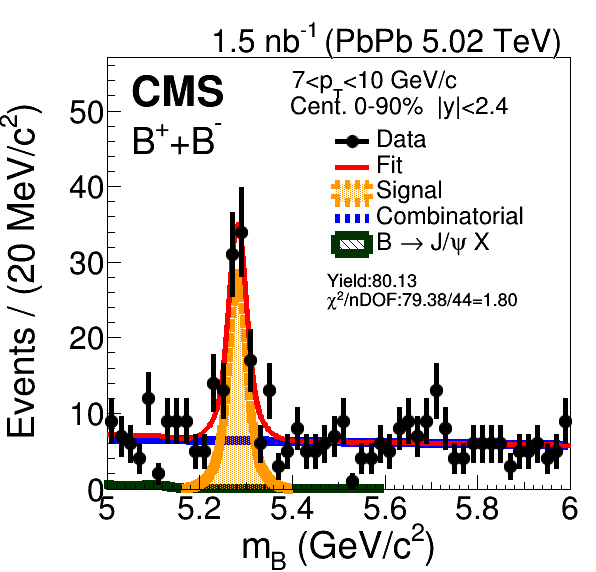 1.5 nb⁻¹ (PbPb 5.02 TeV)
CMS
7<p_T<10 GeV/c
Cent. 0-90% |y|<2.4
B⁺+B⁻
Data
Fit
Signal
Combinatorial
B → J/ψ X
Yield:80.13
χ²/nDOF:79.38/44=1.80
Events / (20 MeV/c²)
50
40
30
20
10
0
5 5.2 5.4 5.6 5.8 6
m_B (GeV/c²)